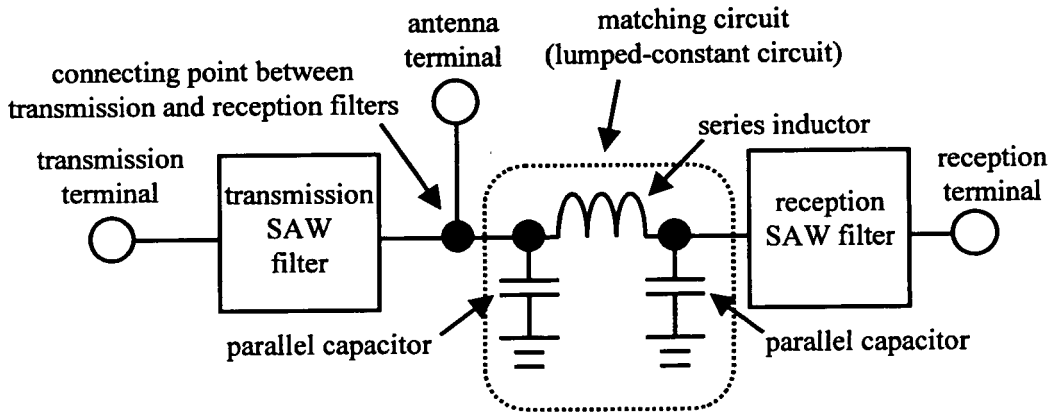 antenna
terminal
matching circuit
(lumped-constant circuit)
connecting point between
transmission and reception filters
series inductor
transmission
terminal
transmission
SAW
filter
reception
SAW filter
reception
terminal
parallel capacitor
parallel capacitor